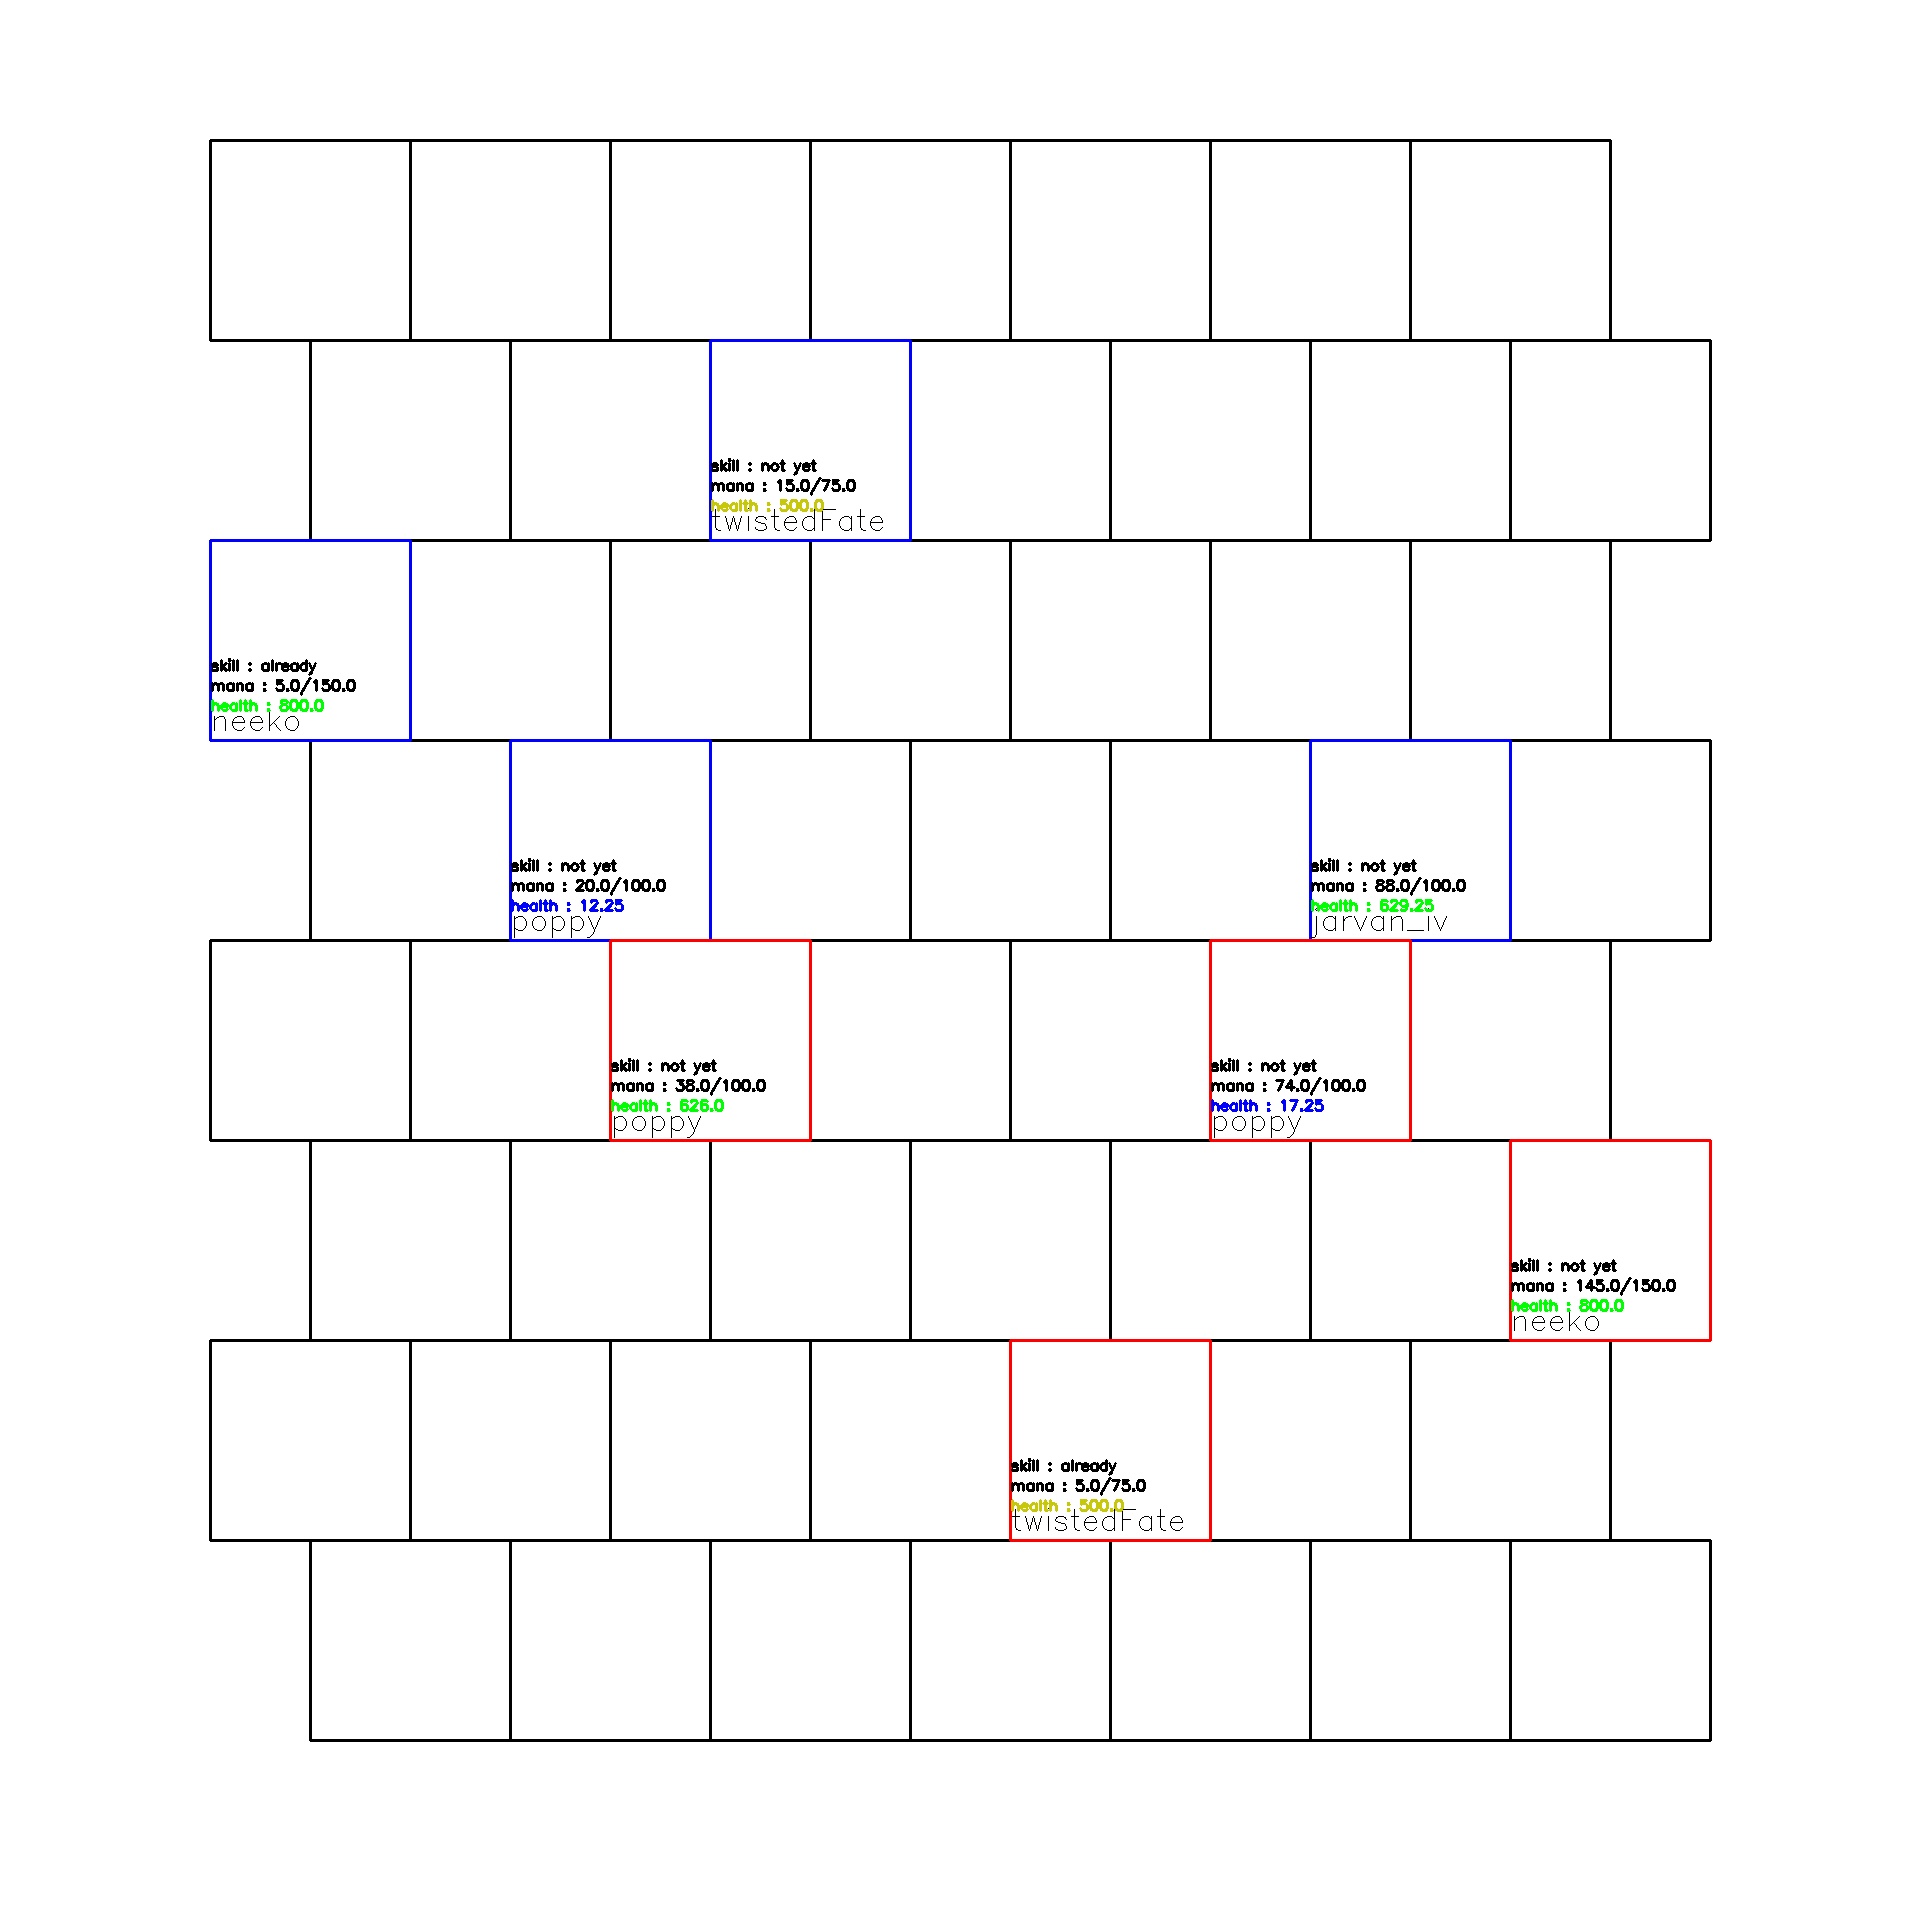 skill : not yet
mana : 15.0/75.0
health : 500.0
twistedFate
skill : already
mana : 5.0/150.0
health : 800.0
neeko
skill : not yet
mana : 20.0/100.0
health : 12.25
poppy
skill : not yet
mana : 88.0/100.0
health : 629.25
jarvan_iv
skill : not yet
mana : 38.0/100.0
health : 626.0
poppy
skill : not yet
mana : 74.0/100.0
health : 17.25
poppy
skill : not yet
mana : 145.0/150.0
health : 800.0
neeko
skill : already
mana : 5.0/75.0
health : 500.0
twistedFate